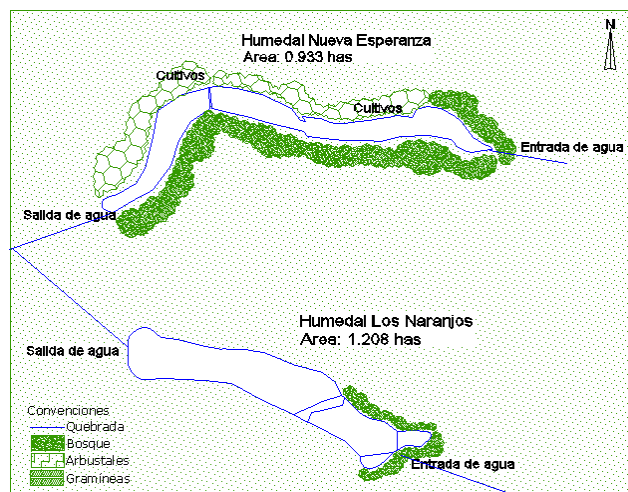 N
Humedal Nueva Esperanza
Area: 0.933 has
Cultivos
Cultivos
Entrada de agua
Salida de agua
Humedal Los Naranjos
Area: 1.208 has
Salida de agua
Convenciones
Quebrada
Bosque
Arbustales
Gramíneas
Entrada de agua